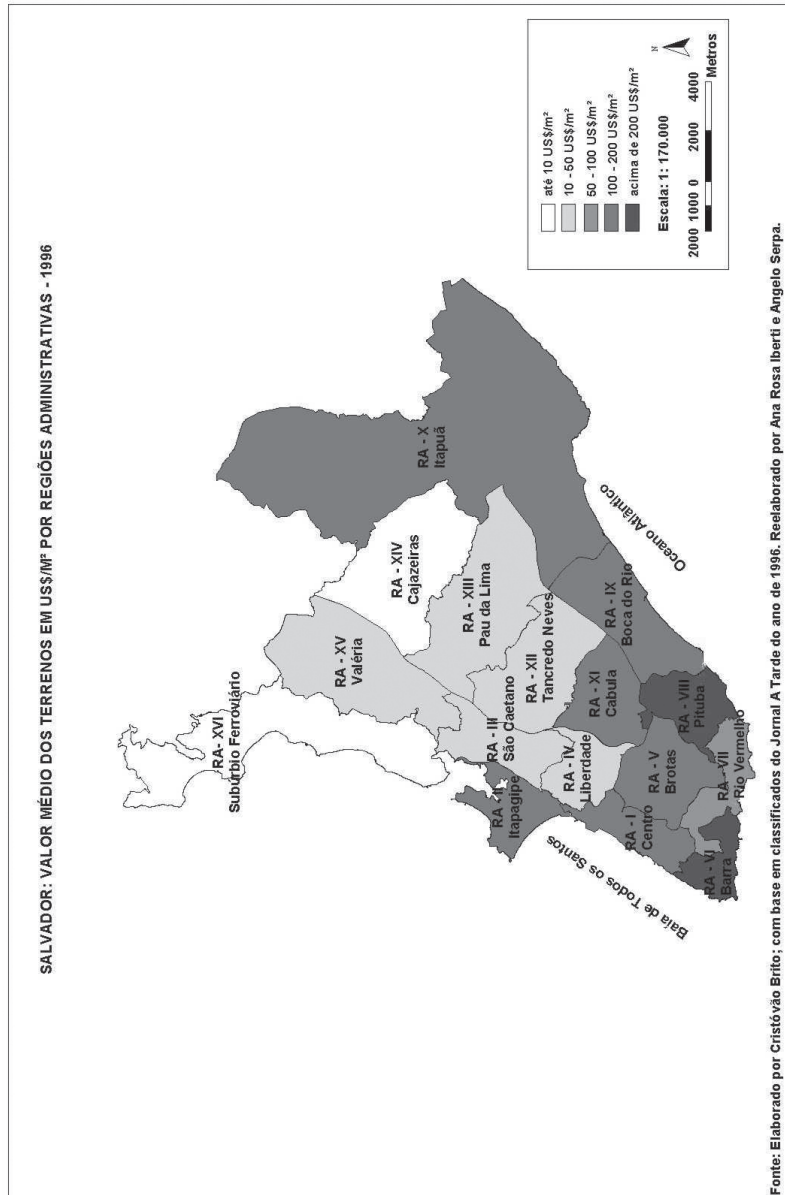 SALVADOR: VALOR MÉDIO DOS TERRENOS EM US$/M² POR REGIÕES ADMINISTRATIVAS - 1996
RA- XVI
Subúrbio Ferroviário
RA - XV
Valéria
RA - XIV
Cajazeiras
RA - X
Itapuã
RA - XIII
Pau da Lima
RA - III
São Caetano
RA - XII
Tancredo Neves
RA - II
Itapagipe
RA - IV
Liberdade
RA - XI
Cabula
RA - IX
Boca do Rio
RA - I
Centro
RA - V
Brotas
RA - VIII
Pituba
RA - VI
Barra
RA - VII
Rio Vermelho
Baía de Todos os Santos
Oceano Atlântico
até 10 US$/m²
10 - 50 US$/m²
50 - 100 US$/m²
100 - 200 US$/m²
acima de 200 US$/m²
Escala: 1: 170.000
N
2000 1000 0 2000 4000
Metros
Fonte: Elaborado por Cristóvão Brito; com base em classificados do Jornal A Tarde do ano de 1996. Reelaborado por Ana Rosa Iberti e Angelo Serpa.